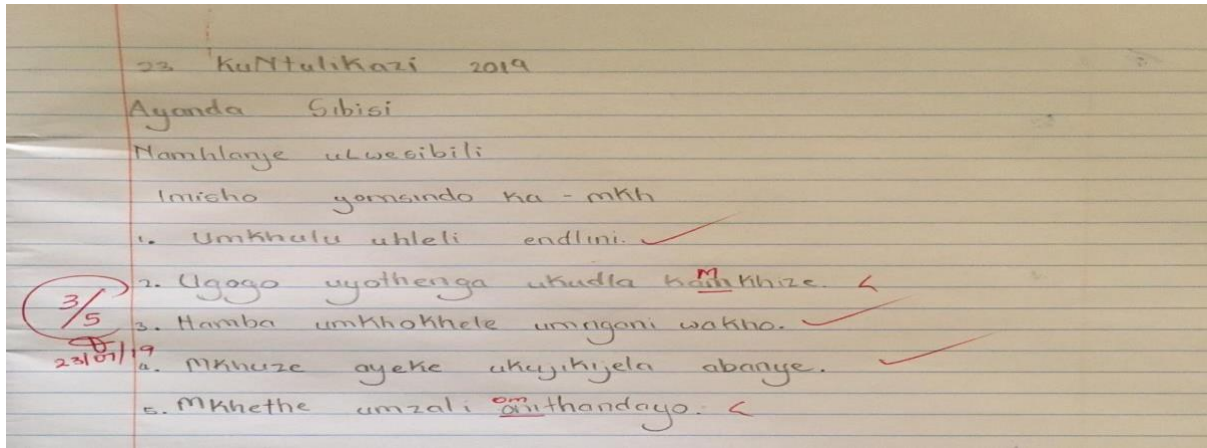 23 KuNtulikazi 2019
Ayanda Sibisi
Namhlanje uLwesibili
Imisho yomsindo ka-mkh
1. Umkhulu uhleli endlini.
M
2. Ugogo uyothenga ukudla kamkhize.
3/5
3. Hamba umkhokhele umngani wakho.
23/07/19
4. Mkhuze ayeke ukujikijela abanye.
om
5. Mkhethe umzali onithandayo.